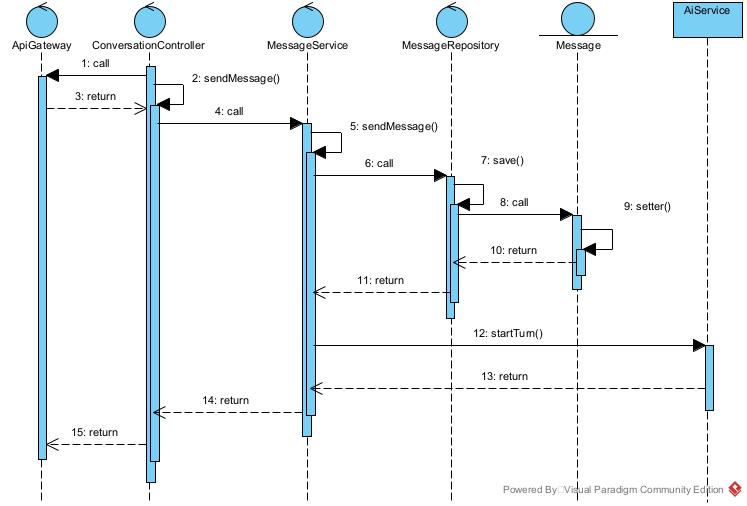 ApiGateway
ConversationController
MessageService
MessageRepository
Message
AiService
1: call
2: sendMessage()
3: return
4: call
5: sendMessage()
6: call
7: save()
8: call
9: setter()
10: return
11: return
12: startTurn()
13: return
14: return
15: return
Powered By Visual Paradigm Community Edition